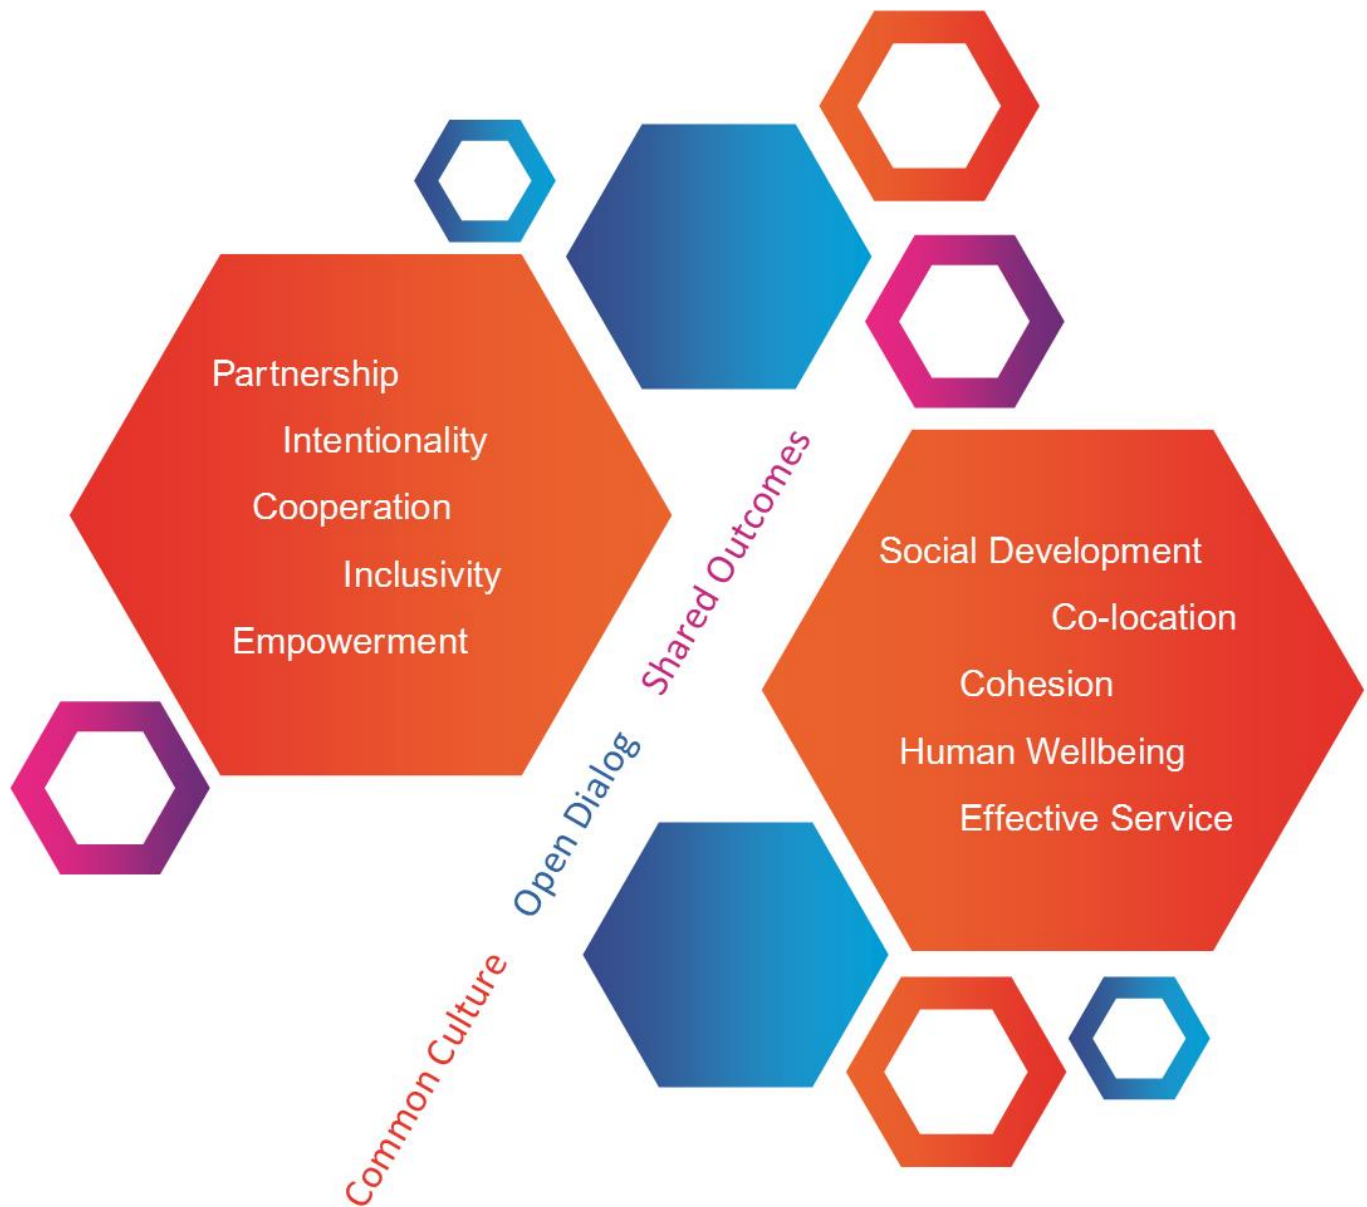 Partnership
Intentionality
Cooperation
Inclusivity
Empowerment
Common Culture
Open Dialog
Shared Outcomes
Social Development
Co-location
Cohesion
Human Wellbeing
Effective Service